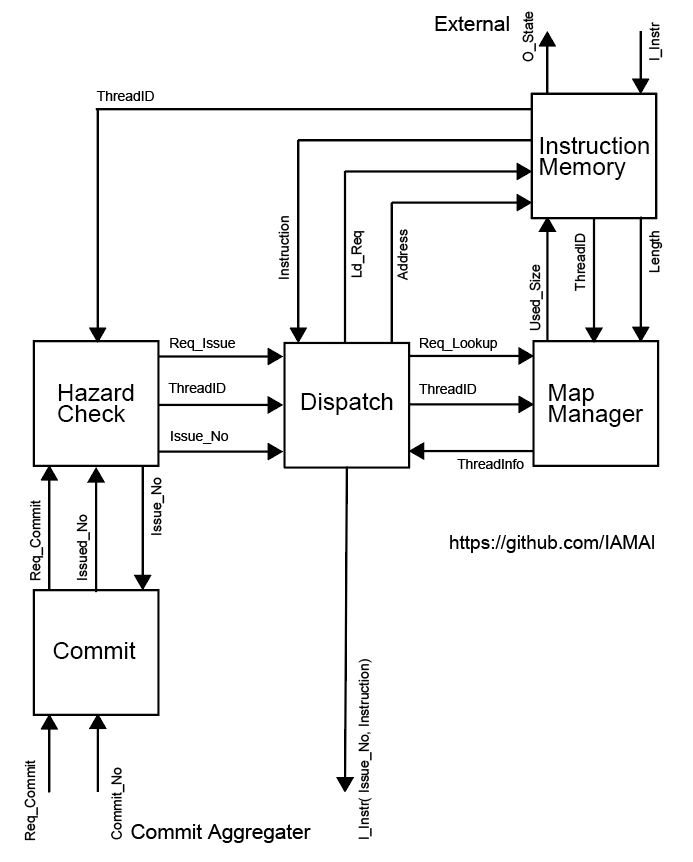 External
O_State
I_Instr
ThreadID
Instruction
Memory
Instruction
Ld_Req
Address
Used_Size
ThreadID
Length
Req_Issue
Req_Lookup
Hazard
Check
ThreadID
Dispatch
ThreadID
Map
Manager
Issue_No
ThreadInfo
Req_Commit
Issued_No
Issue_No
https://github.com/IAMAl
Commit
I_Instr( Issue_No, Instruction)
Req_Commit
Commit_No
Commit Aggregater